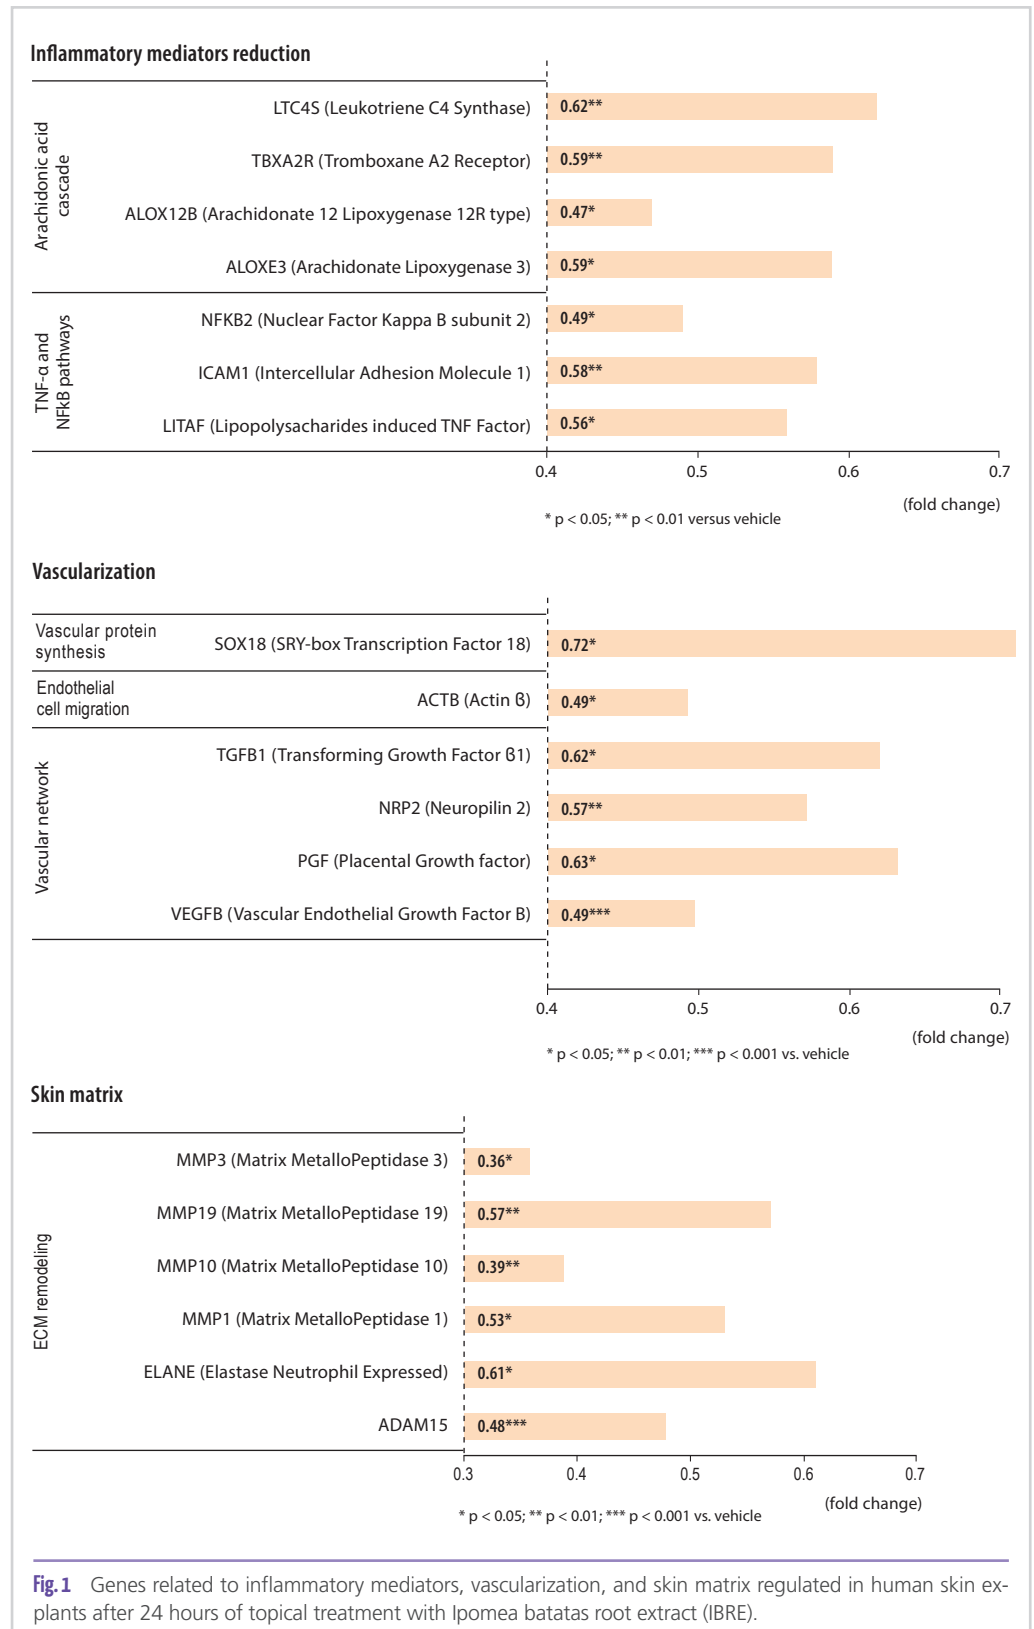 Inflammatory mediators reduction
Arachidonic acid
cascade
LTC4S (Leukotriene C4 Synthase)
0.62**
TBXA2R (Tromboxane A2 Receptor)
0.59**
ALOX12B (Arachidonate 12 Lipoxygenase 12R type)
0.47*
ALOXE3 (Arachidonate Lipoxygenase 3)
0.59*
TNF-α and
NFkB pathways
NFKB2 (Nuclear Factor Kappa B subunit 2)
0.49*
ICAM1 (Intercellular Adhesion Molecule 1)
0.58**
LITAF (Lipopolysacharides induced TNF Factor)
0.56*
0.4 0.5 0.6 0.7
(fold change)
* p < 0.05; ** p < 0.01 versus vehicle
Vascularization
Vascular protein
synthesis
SOX18 (SRY-box Transcription Factor 18)
0.72*
Endothelial
cell migration
ACTB (Actin ß)
0.49*
Vascular network
TGFB1 (Transforming Growth Factor ß1)
0.62*
NRP2 (Neuropilin 2)
0.57**
PGF (Placental Growth factor)
0.63*
VEGFB (Vascular Endothelial Growth Factor B)
0.49***
0.4 0.5 0.6 0.7
(fold change)
* p < 0.05; ** p < 0.01; *** p < 0.001 vs. vehicle
Skin matrix
ECM remodeling
MMP3 (Matrix MetalloPeptidase 3)
0.36*
MMP19 (Matrix MetalloPeptidase 19)
0.57**
MMP10 (Matrix MetalloPeptidase 10)
0.39**
MMP1 (Matrix MetalloPeptidase 1)
0.53*
ELANE (Elastase Neutrophil Expressed)
0.61*
ADAM15
0.48***
0.3 0.4 0.5 0.6 0.7
(fold change)
* p < 0.05; ** p < 0.01; *** p < 0.001 vs. vehicle
Fig. 1 Genes related to inflammatory mediators, vascularization, and skin matrix regulated in human skin ex-
plants after 24 hours of topical treatment with Ipomea batatas root extract (IBRE).